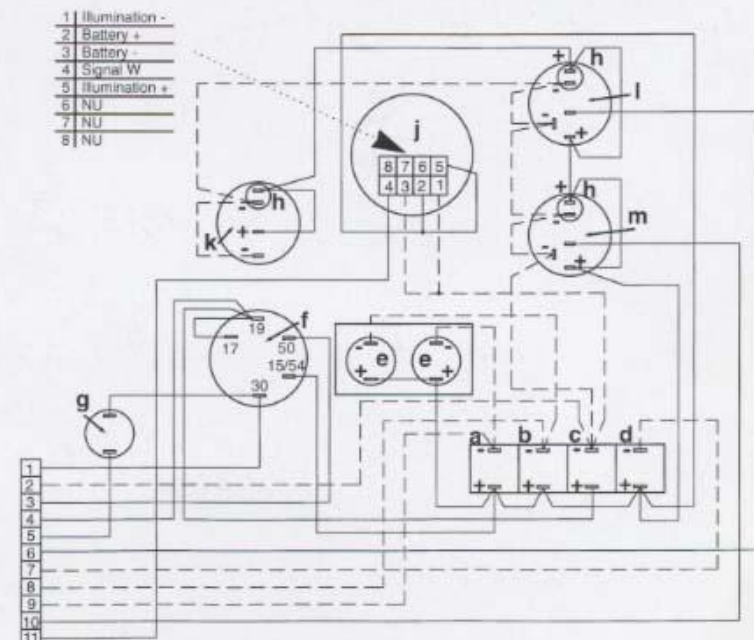 1 Illumination -
2 Battery +
3 Battery -
4 Signal W
5 Illumination +
6 NU
7 NU
8 NU
+ h
- l
- +
j
8 7 6 5
4 3 2 1
h
-
k +
-
+ h
- m
- +
19 f
17 50
15/54
30
- -
e e
+ +
g
a b c d
- - - -
+ + + +
1
2
3
4
5
6
7
8
9
10
11